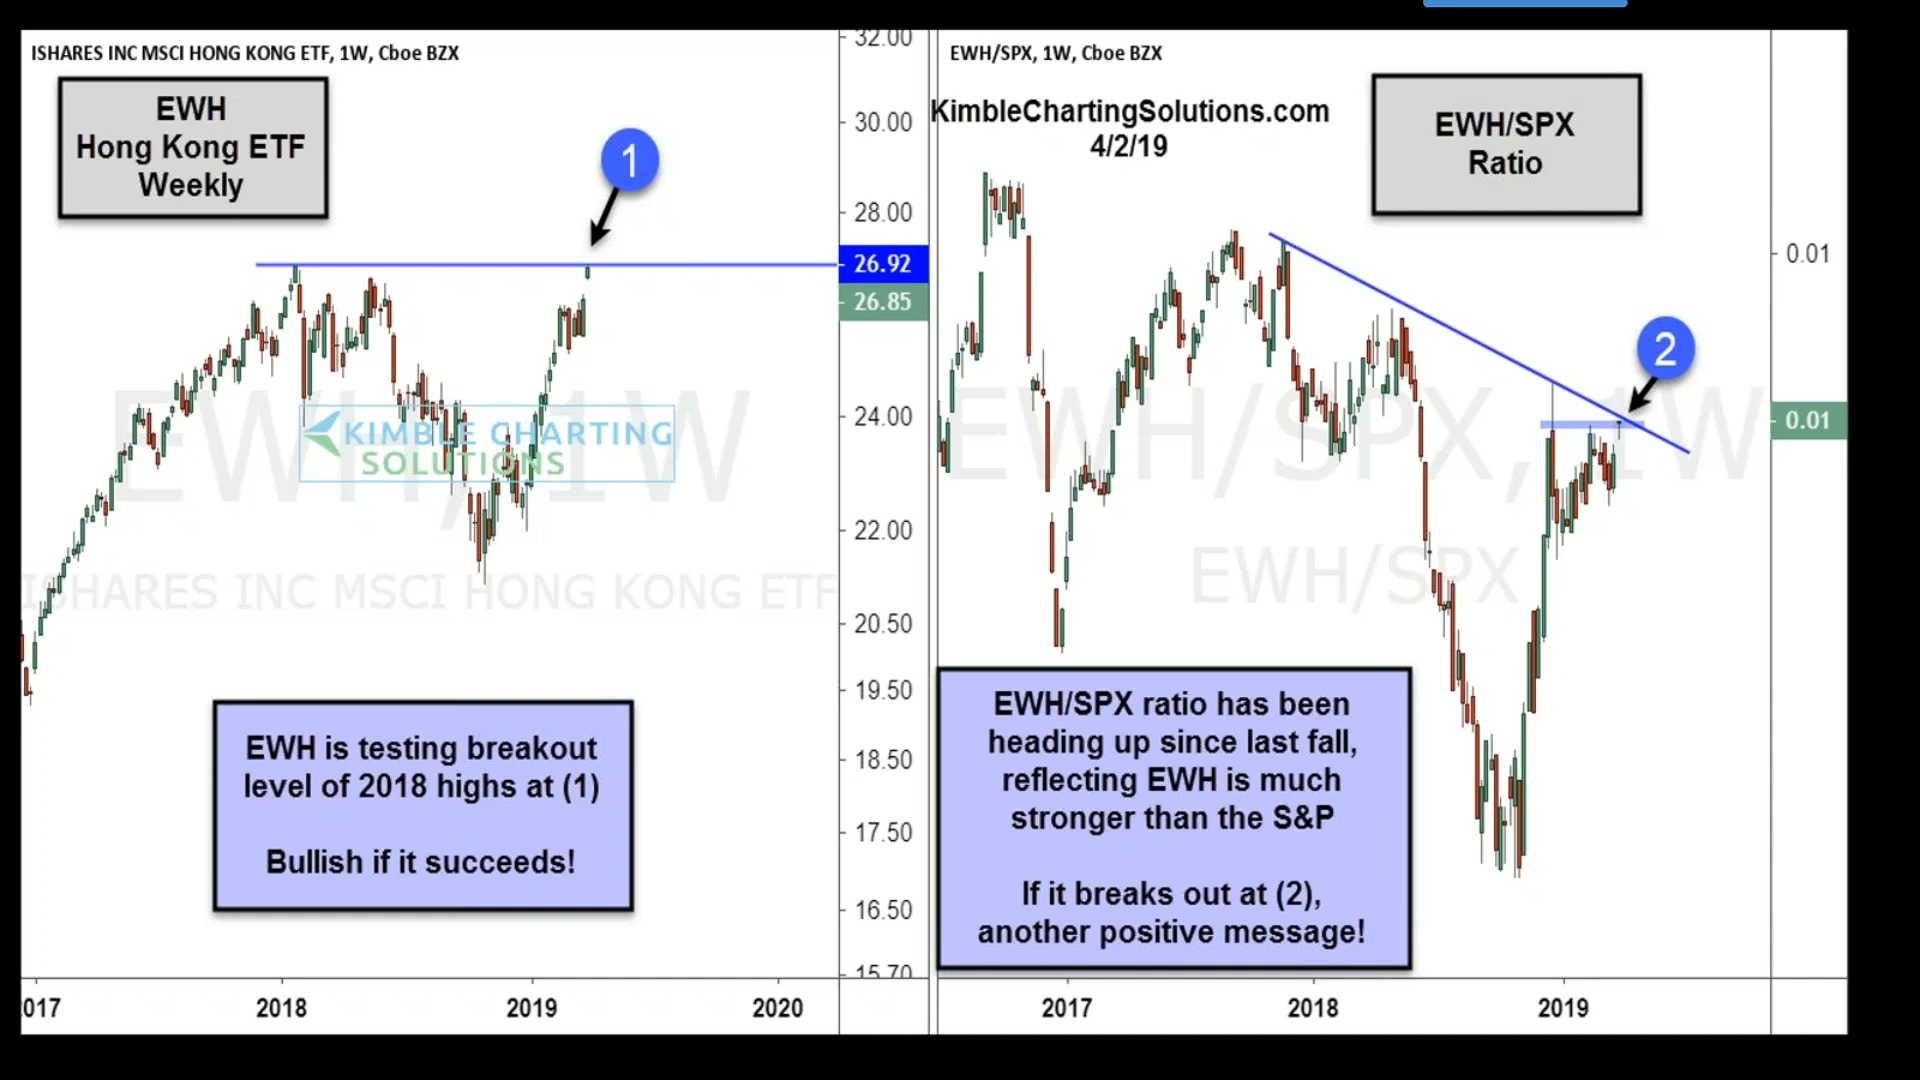 ISHARES INC MSCI HONG KONG ETF, 1W, Cboe BZX
EWH
Hong Kong ETF
Weekly
1
32.00
30.00
28.00
26.92
26.85
24.00
22.00
20.50
19.50
18.50
17.50
16.50
15.70
EWH, 1W
ISHARES INC MSCI HONG KONG ETF
KIMBLE CHARTING
SOLUTIONS
EWH is testing breakout
level of 2018 highs at (1)
Bullish if it succeeds!
017
2018
2019
2020
EWH/SPX, 1W, Cboe BZX
KimbleChartingSolutions.com
4/2/19
EWH/SPX
Ratio
2
0.01
0.01
EWH/SPX, 1W
EWH/SPX
EWH/SPX ratio has been
heading up since last fall,
reflecting EWH is much
stronger than the S&P
If it breaks out at (2),
another positive message!
2017
2018
2019